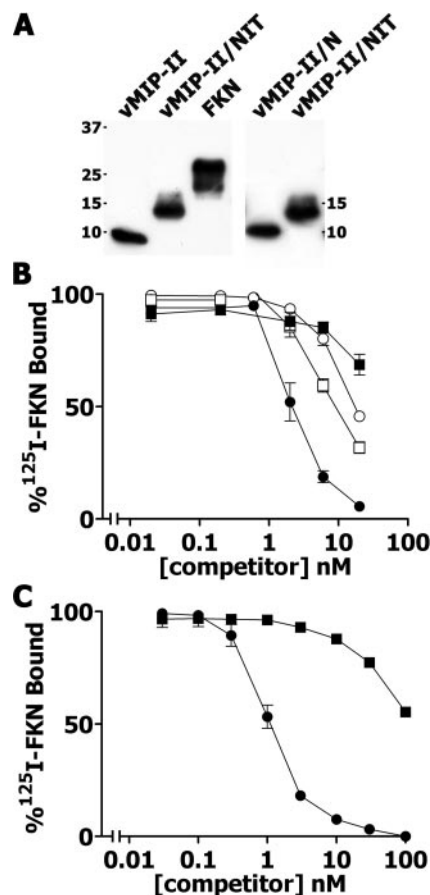 A
vMIP-II
vMIP-II/NIT
FKN
vMIP-II/N
vMIP-II/NIT
37
25
15
10
15
10
B
100
50
0
%125I-FKN Bound
0.01 0.1 1 10 100
[competitor] nM
C
100
50
0
%125I-FKN Bound
0.01 0.1 1 10 100
[competitor] nM